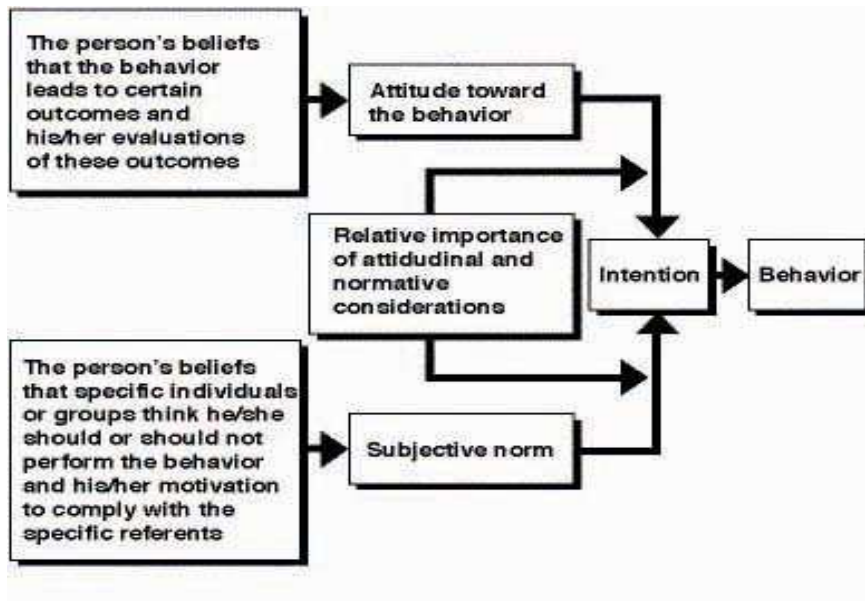 The person's beliefs
that the behavior
leads to certain
outcomes and
his/her evaluations
of these outcomes
Attitude toward
the behavior
Relative importance
of attidudinal and
normative
considerations
Intention
Behavior
The person's beliefs
that specific individuals
or groups think he/she
should or should not
perform the behavior
and his/her motivation
to comply with the
specific referents
Subjective norm